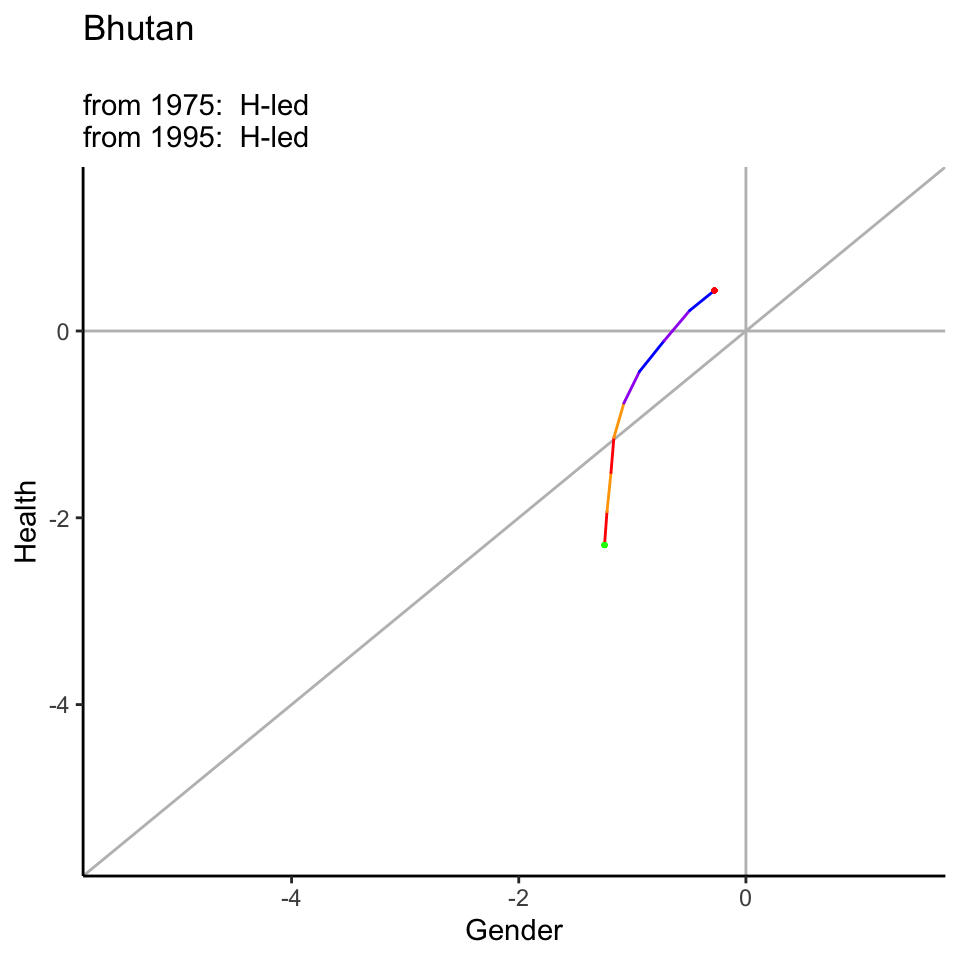 Bhutan
from 1975:  H-led
from 1995:  H-led
Health
0
-2
-4
-4
-2
0
Gender